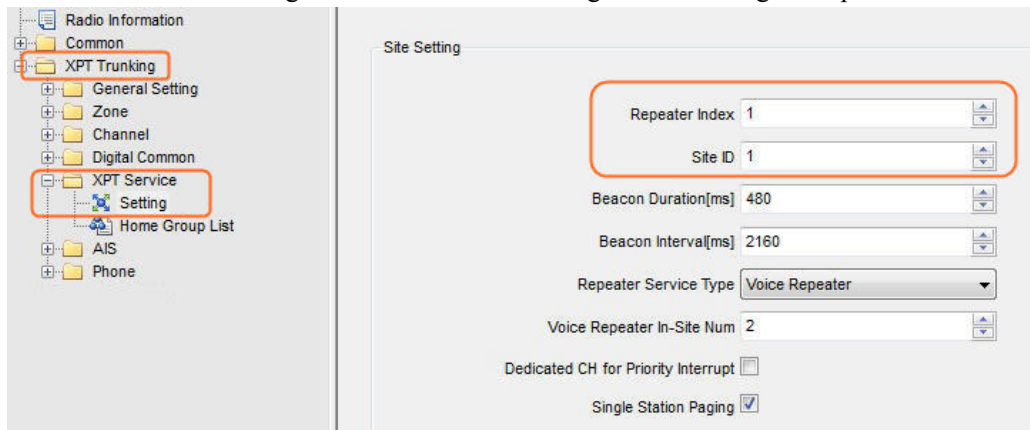 Radio Information
Common
XPT Trunking
General Setting
Zone
Channel
Digital Common
XPT Service
Setting
Home Group List
AIS
Phone
Site Setting
Repeater Index 1
Site ID 1
Beacon Duration[ms] 480
Beacon Interval[ms] 2160
Repeater Service Type Voice Repeater
Voice Repeater In-Site Num 2
Dedicated CH for Priority Interrupt
Single Station Paging